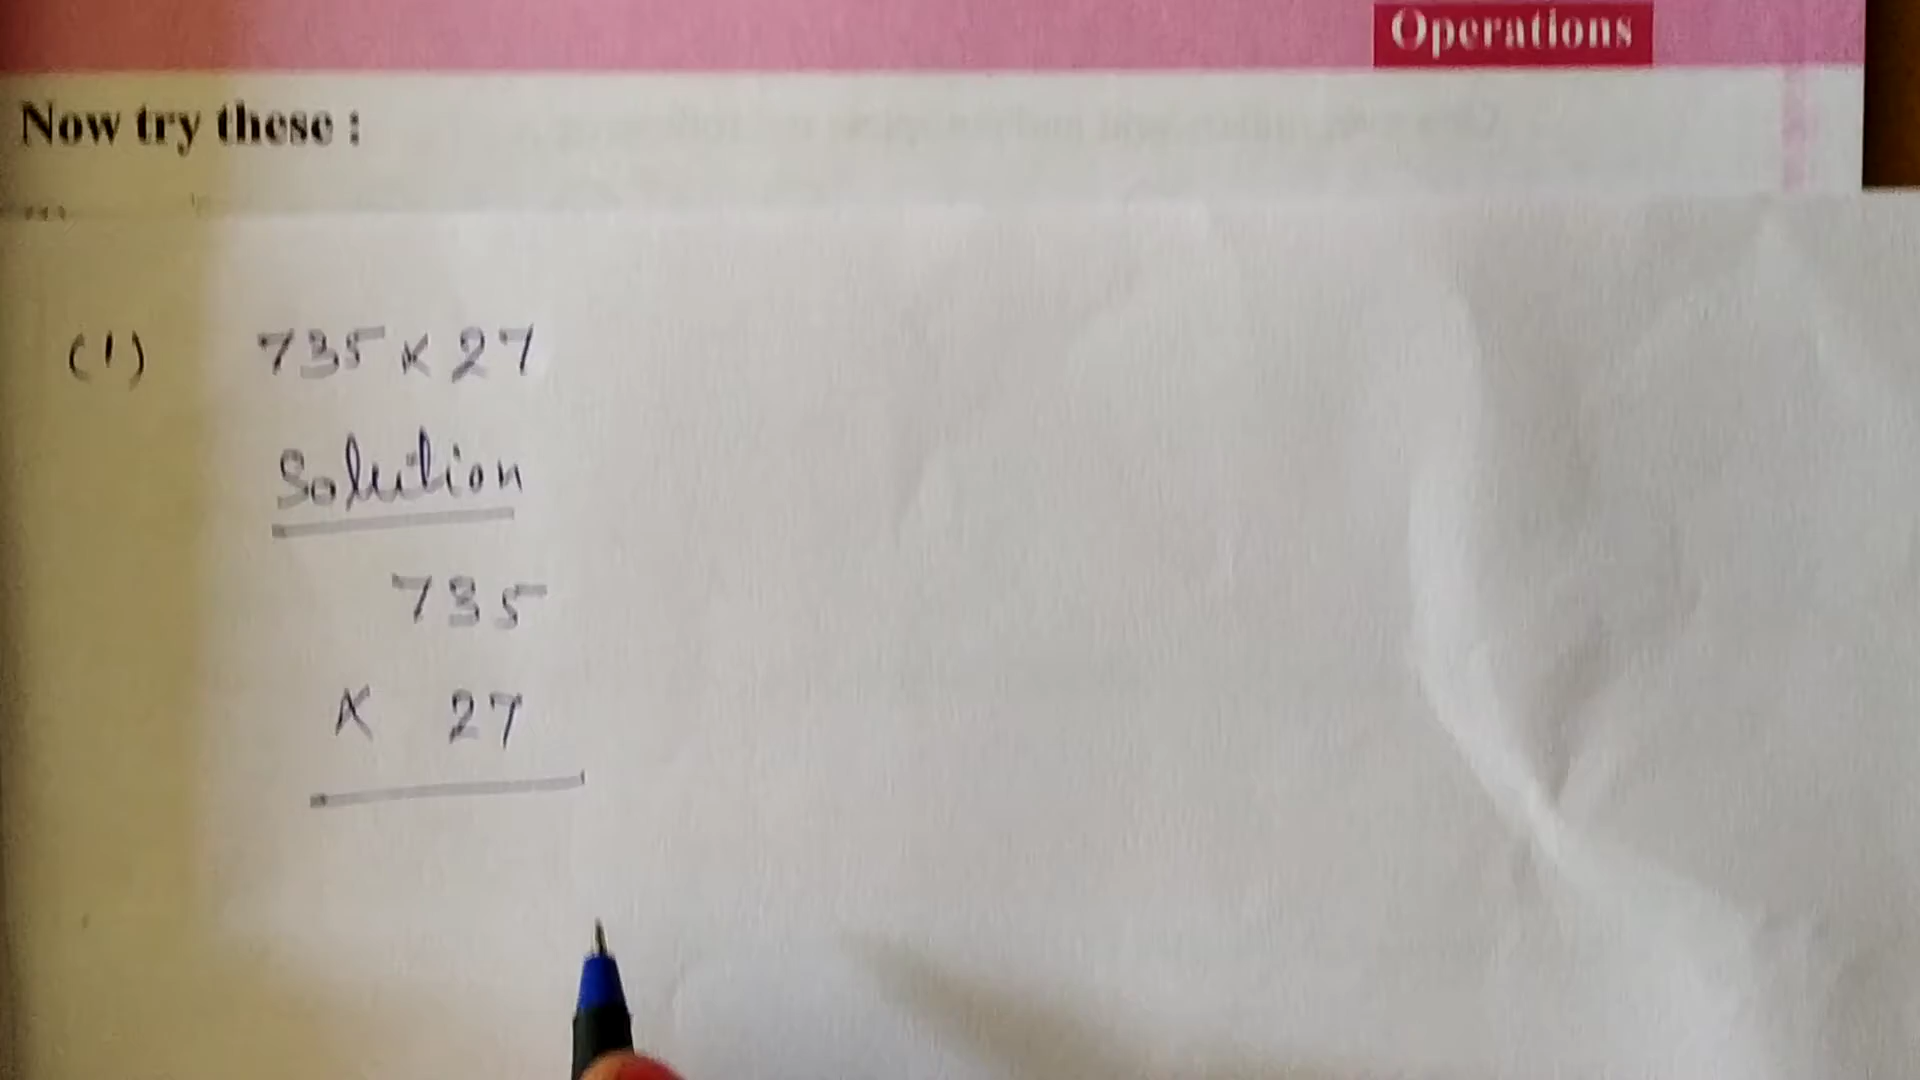 Operations
Now try these :
(1) 735 × 27
Solution
735
× 27